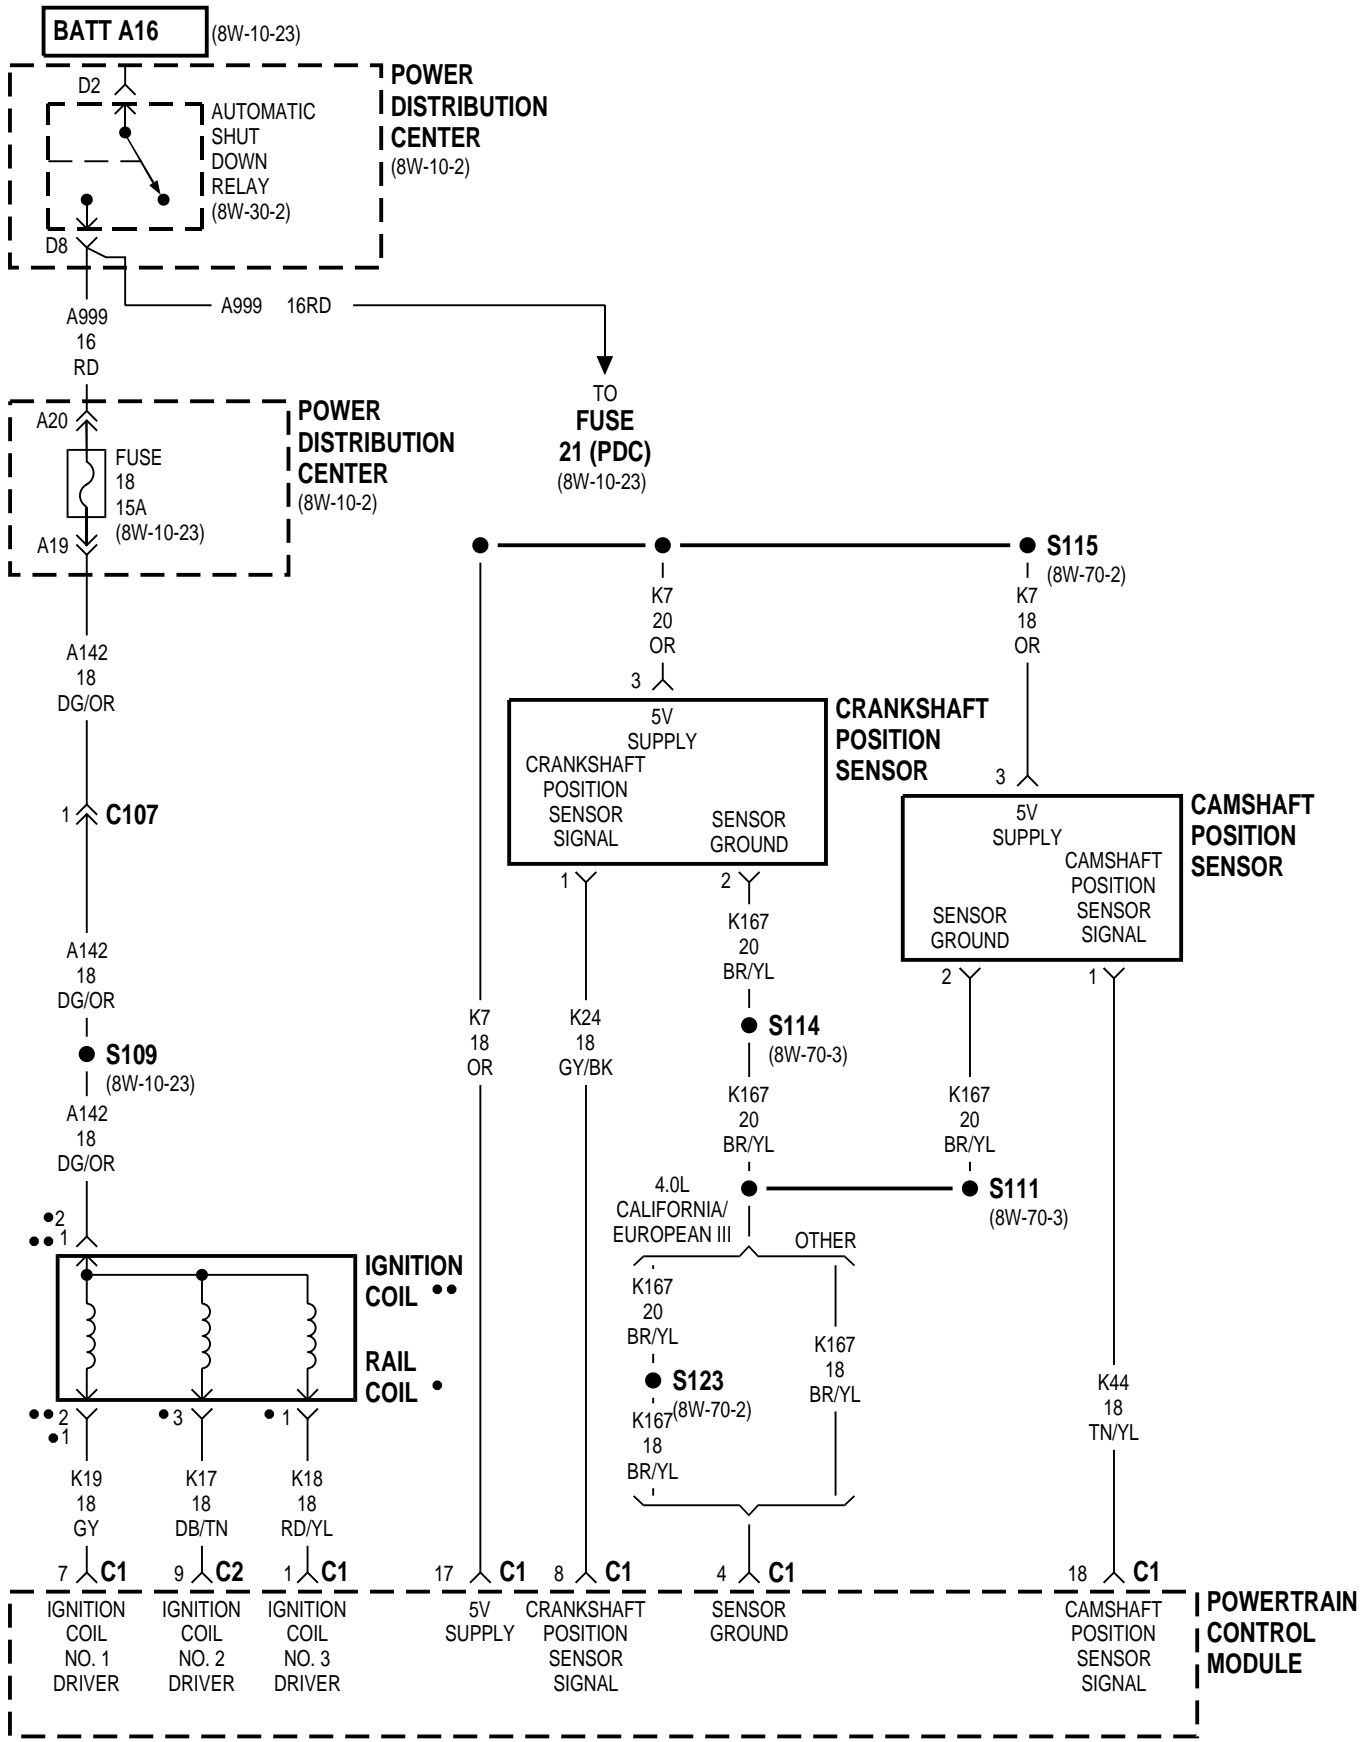 BATT A16 (8W-10-23)
POWER
DISTRIBUTION
CENTER
(8W-10-2)
D2
AUTOMATIC
SHUT
DOWN
RELAY
(8W-30-2)
D8
A999 16RD
A999
16
RD
TO
FUSE
21 (PDC)
(8W-10-23)
POWER
DISTRIBUTION
CENTER
(8W-10-2)
A20
FUSE
18
15A
(8W-10-23)
A19
S115
(8W-70-2)
K7
20
OR
K7
18
OR
A142
18
DG/OR
3
CRANKSHAFT
POSITION
SENSOR
5V
SUPPLY
CRANKSHAFT
POSITION
SENSOR
SIGNAL
SENSOR
GROUND
3
CAMSHAFT
POSITION
SENSOR
5V
SUPPLY
CAMSHAFT
POSITION
SENSOR
SIGNAL
SENSOR
GROUND
1 C107
1
2
K167
20
BR/YL
2
1
A142
18
DG/OR
K7
18
OR
K24
18
GY/BK
S114
(8W-70-3)
S109
(8W-10-23)
A142
18
DG/OR
K167
20
BR/YL
K167
20
BR/YL
S111
(8W-70-3)
4.0L
CALIFORNIA/
EUROPEAN III
OTHER
•2
•• 1
IGNITION
COIL ••
RAIL
COIL •
K167
20
BR/YL
K167
18
BR/YL
S123
(8W-70-2)
K167
18
BR/YL
K44
18
TN/YL
•• 2
• 1
• 3
• 1
K19
18
GY
K17
18
DB/TN
K18
18
RD/YL
7 C1
9 C2
1 C1
17 C1
8 C1
4 C1
18 C1
POWERTRAIN
CONTROL
MODULE
IGNITION
COIL
NO. 1
DRIVER
IGNITION
COIL
NO. 2
DRIVER
IGNITION
COIL
NO. 3
DRIVER
5V
SUPPLY
CRANKSHAFT
POSITION
SENSOR
SIGNAL
SENSOR
GROUND
CAMSHAFT
POSITION
SENSOR
SIGNAL